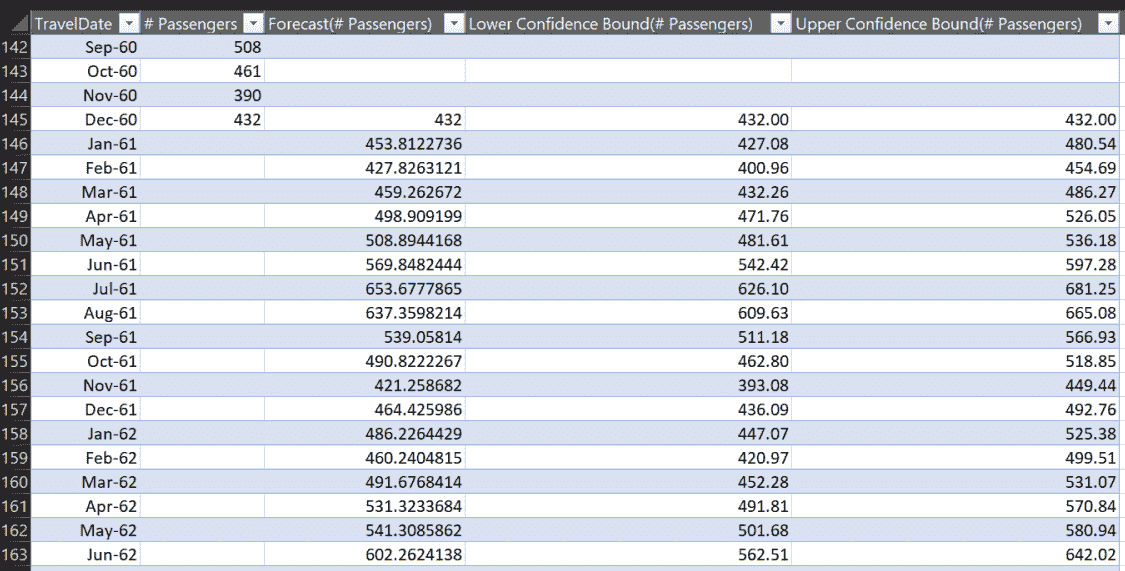 TravelDate # Passengers Forecast(# Passengers) Lower Confidence Bound(# Passengers) Upper Confidence Bound(# Passengers)
142 Sep-60 508
143 Oct-60 461
144 Nov-60 390
145 Dec-60 432 432 432.00 432.00
146 Jan-61 453.8122736 427.08 480.54
147 Feb-61 427.8263121 400.96 454.69
148 Mar-61 459.262672 432.26 486.27
149 Apr-61 498.909199 471.76 526.05
150 May-61 508.8944168 481.61 536.18
151 Jun-61 569.8482444 542.42 597.28
152 Jul-61 653.6777865 626.10 681.25
153 Aug-61 637.3598214 609.63 665.08
154 Sep-61 539.05814 511.18 566.93
155 Oct-61 490.8222267 462.80 518.85
156 Nov-61 421.258682 393.08 449.44
157 Dec-61 464.425986 436.09 492.76
158 Jan-62 486.2264429 447.07 525.38
159 Feb-62 460.2404815 420.97 499.51
160 Mar-62 491.6768414 452.28 531.07
161 Apr-62 531.3233684 491.81 570.84
162 May-62 541.3085862 501.68 580.94
163 Jun-62 602.2624138 562.51 642.02